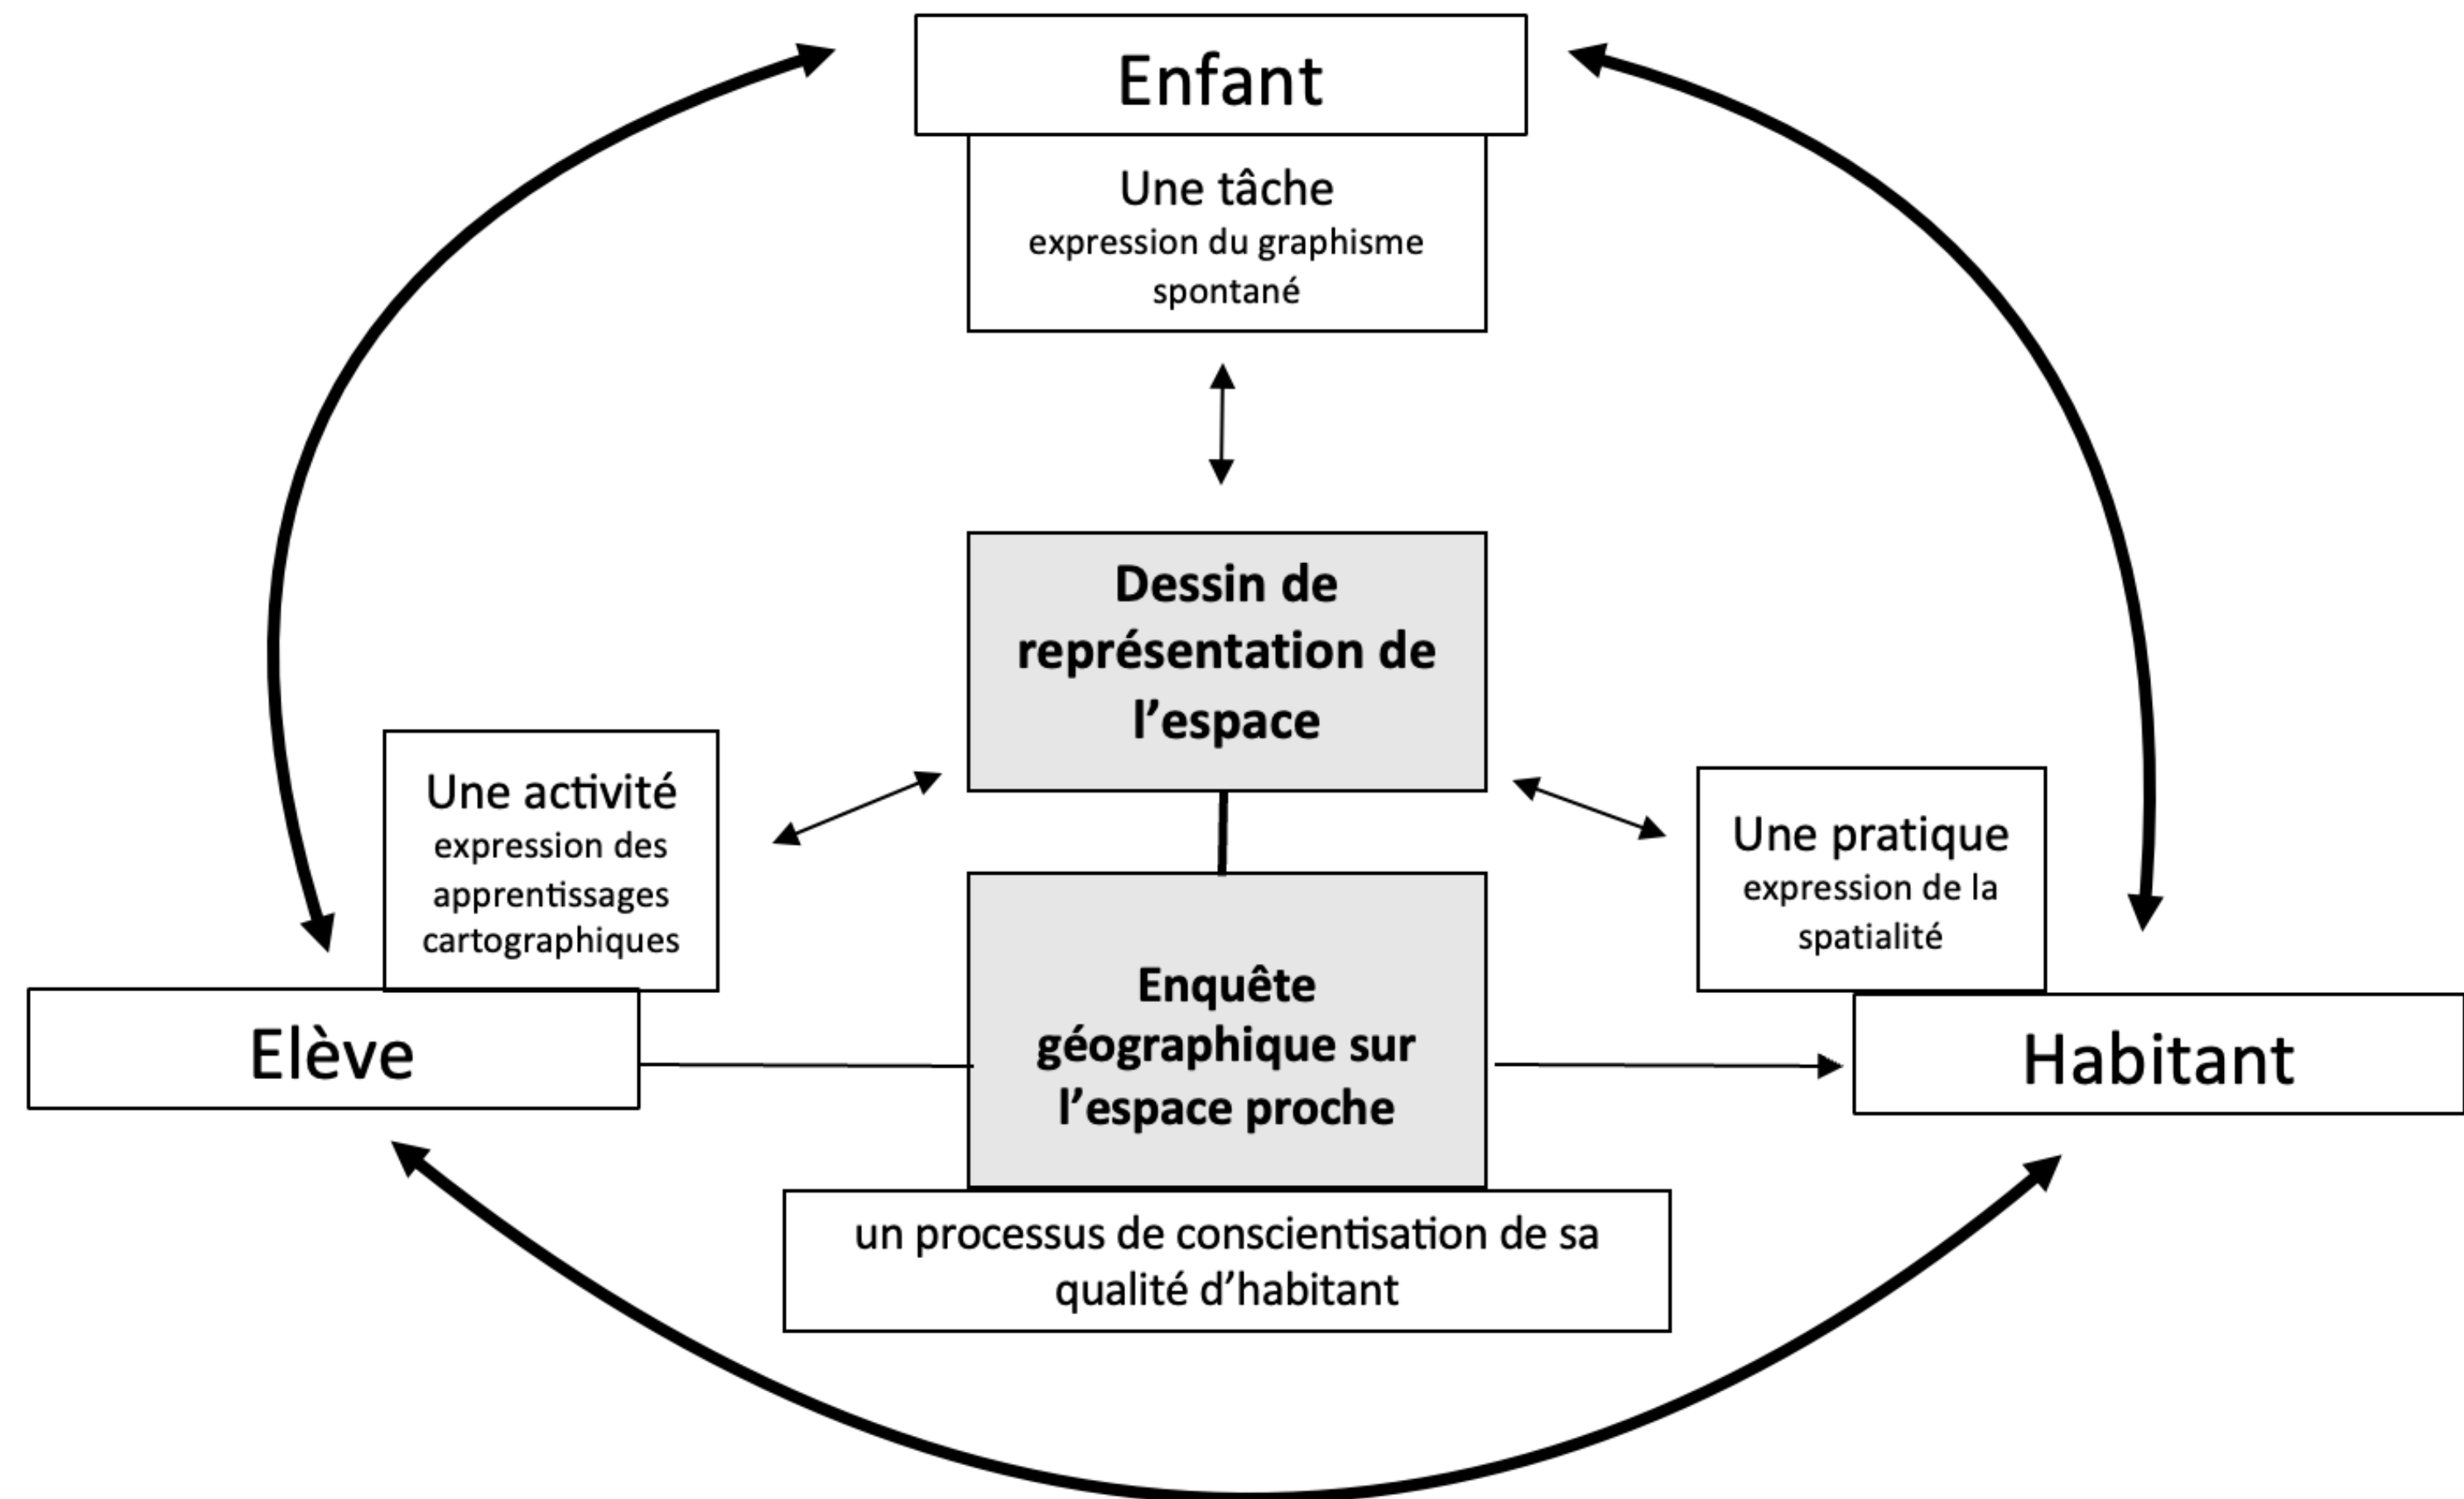 Enfant
Une tâche
expression du graphisme
spontané
Dessin de
représentation de
l’espace
Une activité
expression des
apprentissages
cartographiques
Une pratique
expression de la
spatialité
Elève
Enquête
géographique sur
l’espace proche
Habitant
un processus de conscientisation de sa
qualité d’habitant